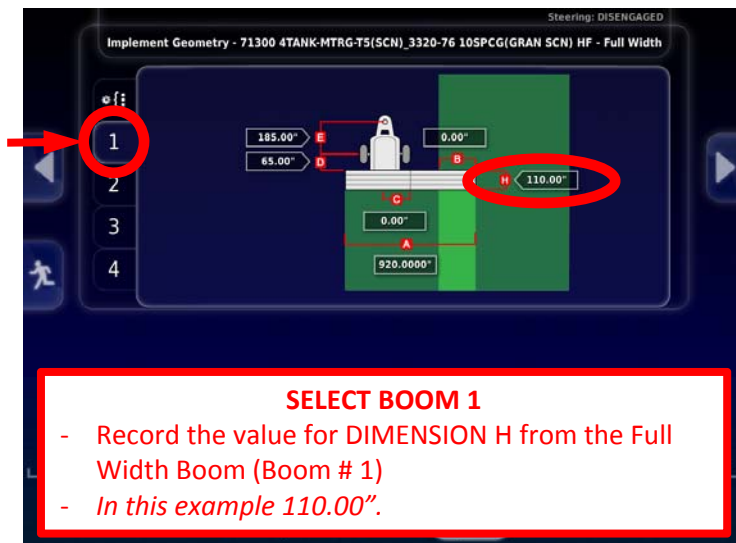 Steering: DISENGAGED
Implement Geometry - 71300 4TANK-MTRG-T5(SCN)_3320-76 10SPCG(GRAN SCN) HF - Full Width
1
2
3
4
185.00" E
65.00" D
0.00"
B
H 110.00"
C
0.00"
A
920.0000"
SELECT BOOM 1
- Record the value for DIMENSION H from the Full
Width Boom (Boom # 1)
- In this example 110.00”.